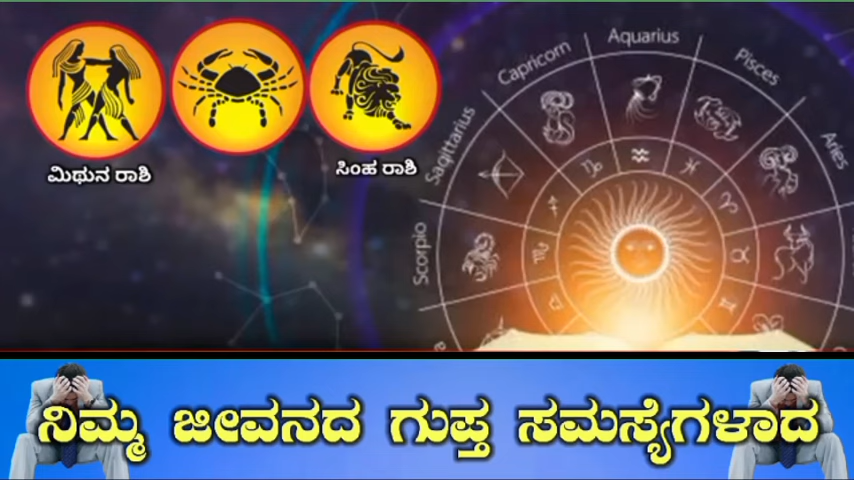 ಮಿಥುನ ರಾಶಿ
ಸಿಂಹ ರಾಶಿ
Scorpio
Sagittarius
Capricorn
Aquarius
Pisces
Aries
ನಿಮ್ಮ ಜೀವನದ ಗುಪ್ತ ಸಮಸ್ಯೆಗಳಾದ